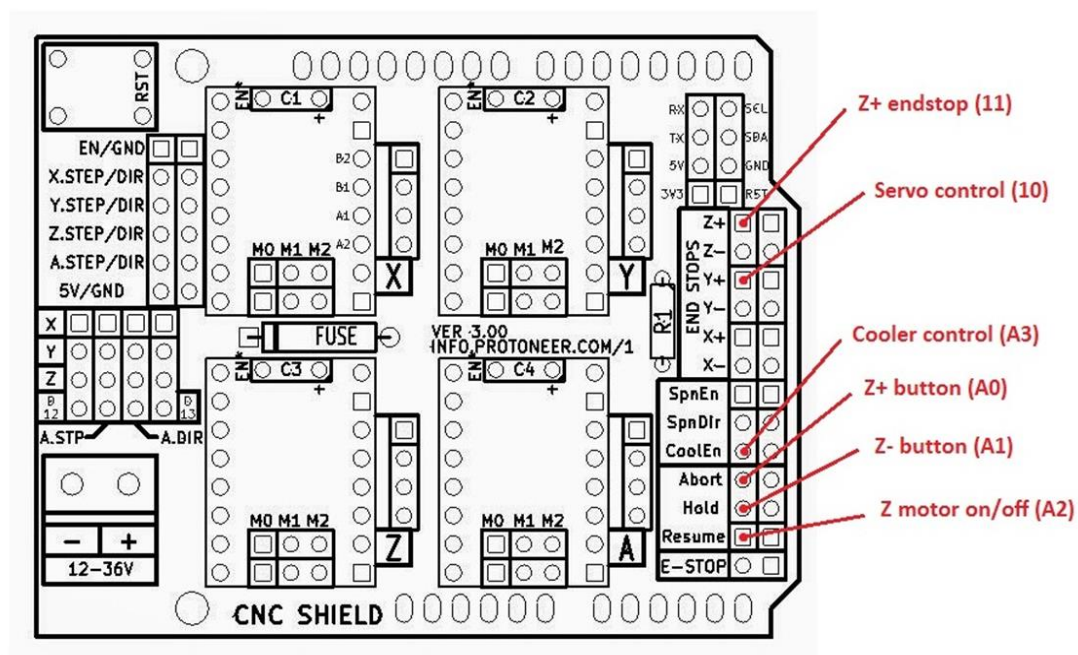 RST
EN/GND
X.STEP/DIR
Y.STEP/DIR
Z.STEP/DIR
A.STEP/DIR
5V/GND
X
Y
Z
D 12
D 13
A.STP
A.DIR
- +
12-36V
EN*
C1
+
B2
B1
A1
A2
M0 M1 M2
X
EN*
C2
+
M0 M1 M2
Y
FUSE
VER 3.00
INFO.PROTONEER.COM/1
R1
EN*
C3
+
M0 M1 M2
Z
EN*
C4
+
M0 M1 M2
A
CNC SHIELD
RX SCL
TX SDA
5V GND
3V3 RST
END STOPS
Z+
Z-
Y+
Y-
X+
X-
SpnEn
SpnDir
CoolEn
Abort
Hold
Resume
E-STOP
Z+ endstop (11)
Servo control (10)
Cooler control (A3)
Z+ button (A0)
Z- button (A1)
Z motor on/off (A2)